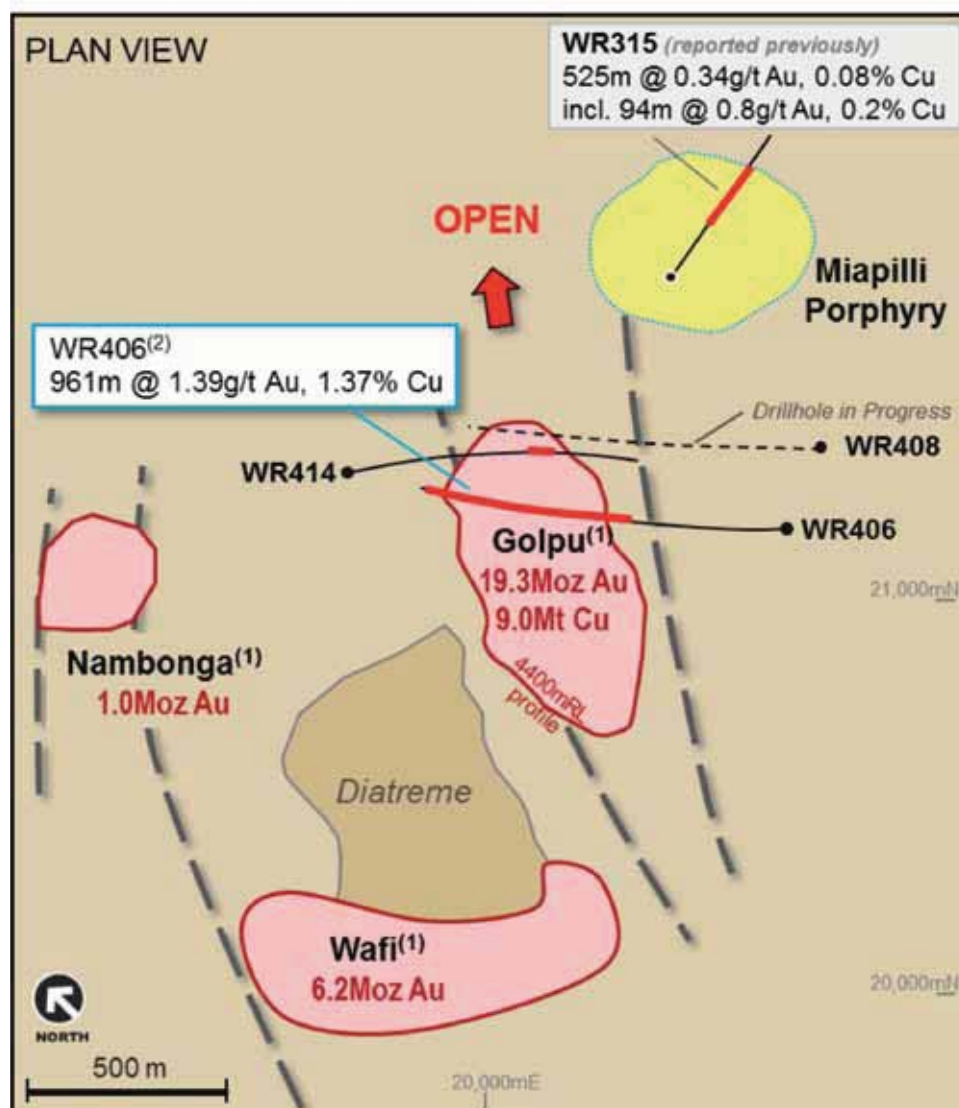 PLAN VIEW
WR315 (reported previously)
525m @ 0.34g/t Au, 0.08% Cu
incl. 94m @ 0.8g/t Au, 0.2% Cu
OPEN
Miapilli
Porphyry
WR406(2)
961m @ 1.39g/t Au, 1.37% Cu
Drillhole in Progress
WR408
WR414
WR406
Golpu(1)
19.3Moz Au
9.0Mt Cu
21,000mN
Nambonga(1)
1.0Moz Au
4400mRL
profile
Diatreme
Wafi(1)
6.2Moz Au
20,000mN
NORTH
500 m
20,000mE